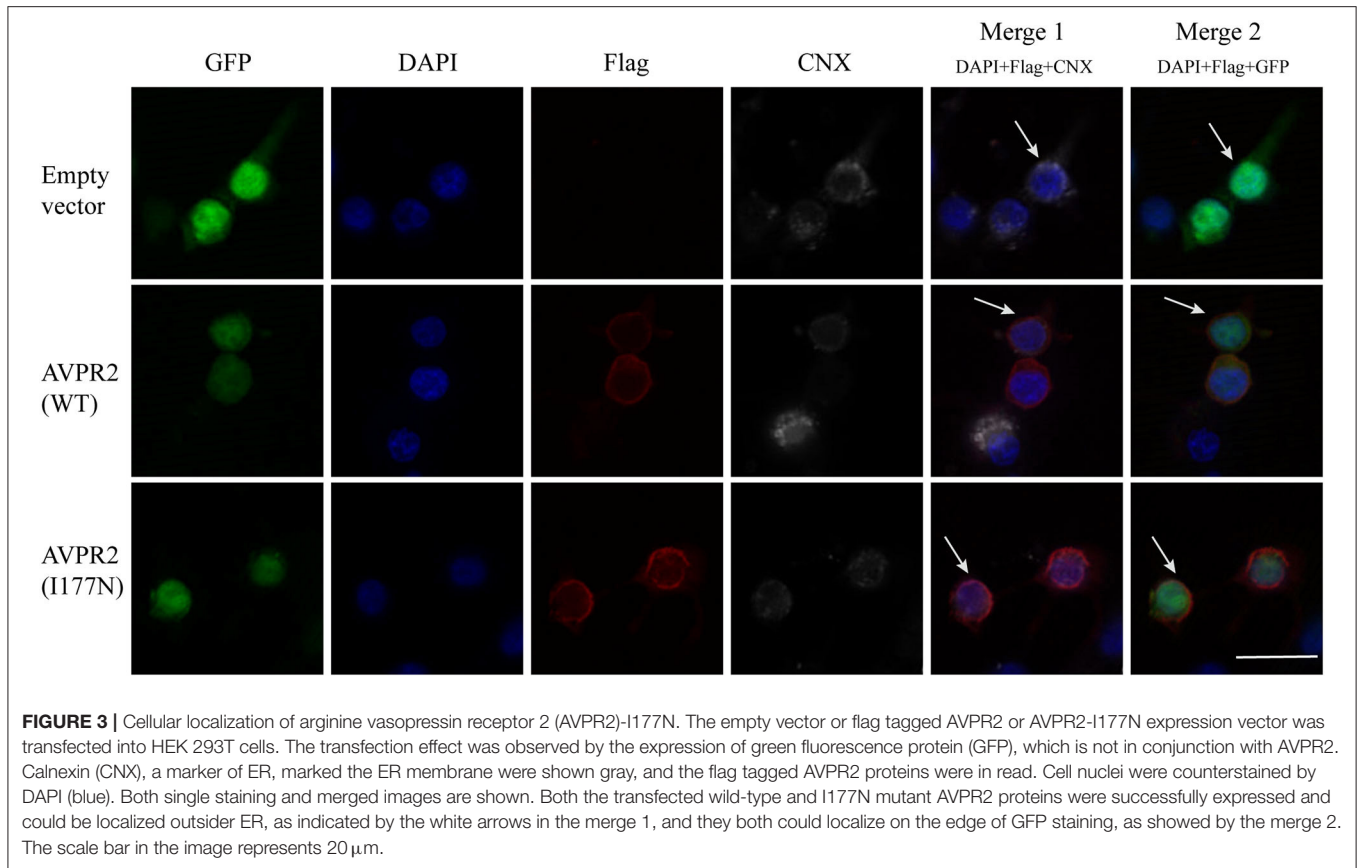 Merge 1
Merge 2
GFP
DAPI
Flag
CNX
DAPI+Flag+CNX
DAPI+Flag+GFP
Empty
vector
AVPR2
(WT)
AVPR2
(I177N)
FIGURE 3 | Cellular localization of arginine vasopressin receptor 2 (AVPR2)-I177N. The empty vector or flag tagged AVPR2 or AVPR2-I177N expression vector was
transfected into HEK 293T cells. The transfection effect was observed by the expression of green fluorescence protein (GFP), which is not in conjunction with AVPR2.
Calnexin (CNX), a marker of ER, marked the ER membrane were shown gray, and the flag tagged AVPR2 proteins were in read. Cell nuclei were counterstained by
DAPI (blue). Both single staining and merged images are shown. Both the transfected wild-type and I177N mutant AVPR2 proteins were successfully expressed and
could be localized outsider ER, as indicated by the white arrows in the merge 1, and they both could localize on the edge of GFP staining, as showed by the merge 2.
The scale bar in the image represents 20 μm.